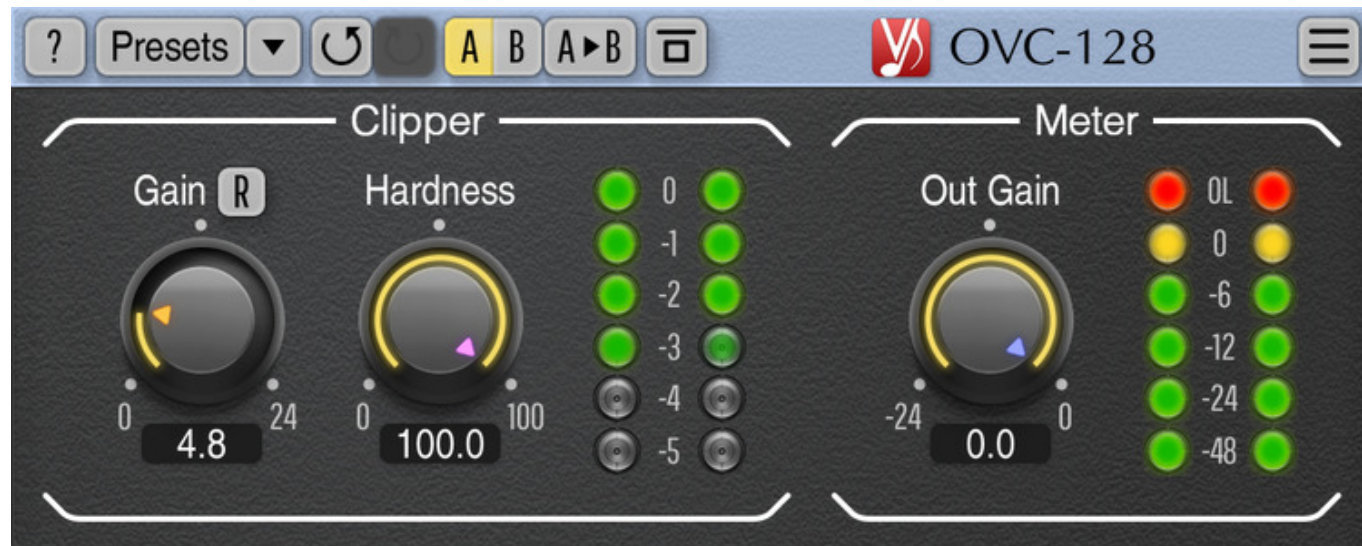 ? Presets A B A▶B OVC-128
Clipper Meter
Gain R Hardness Out Gain
0 0L
-1 0
-2 -6
-3 -12
-4 -24
-5 -48
0 24 0 100 -24 0
4.8 100.0 0.0